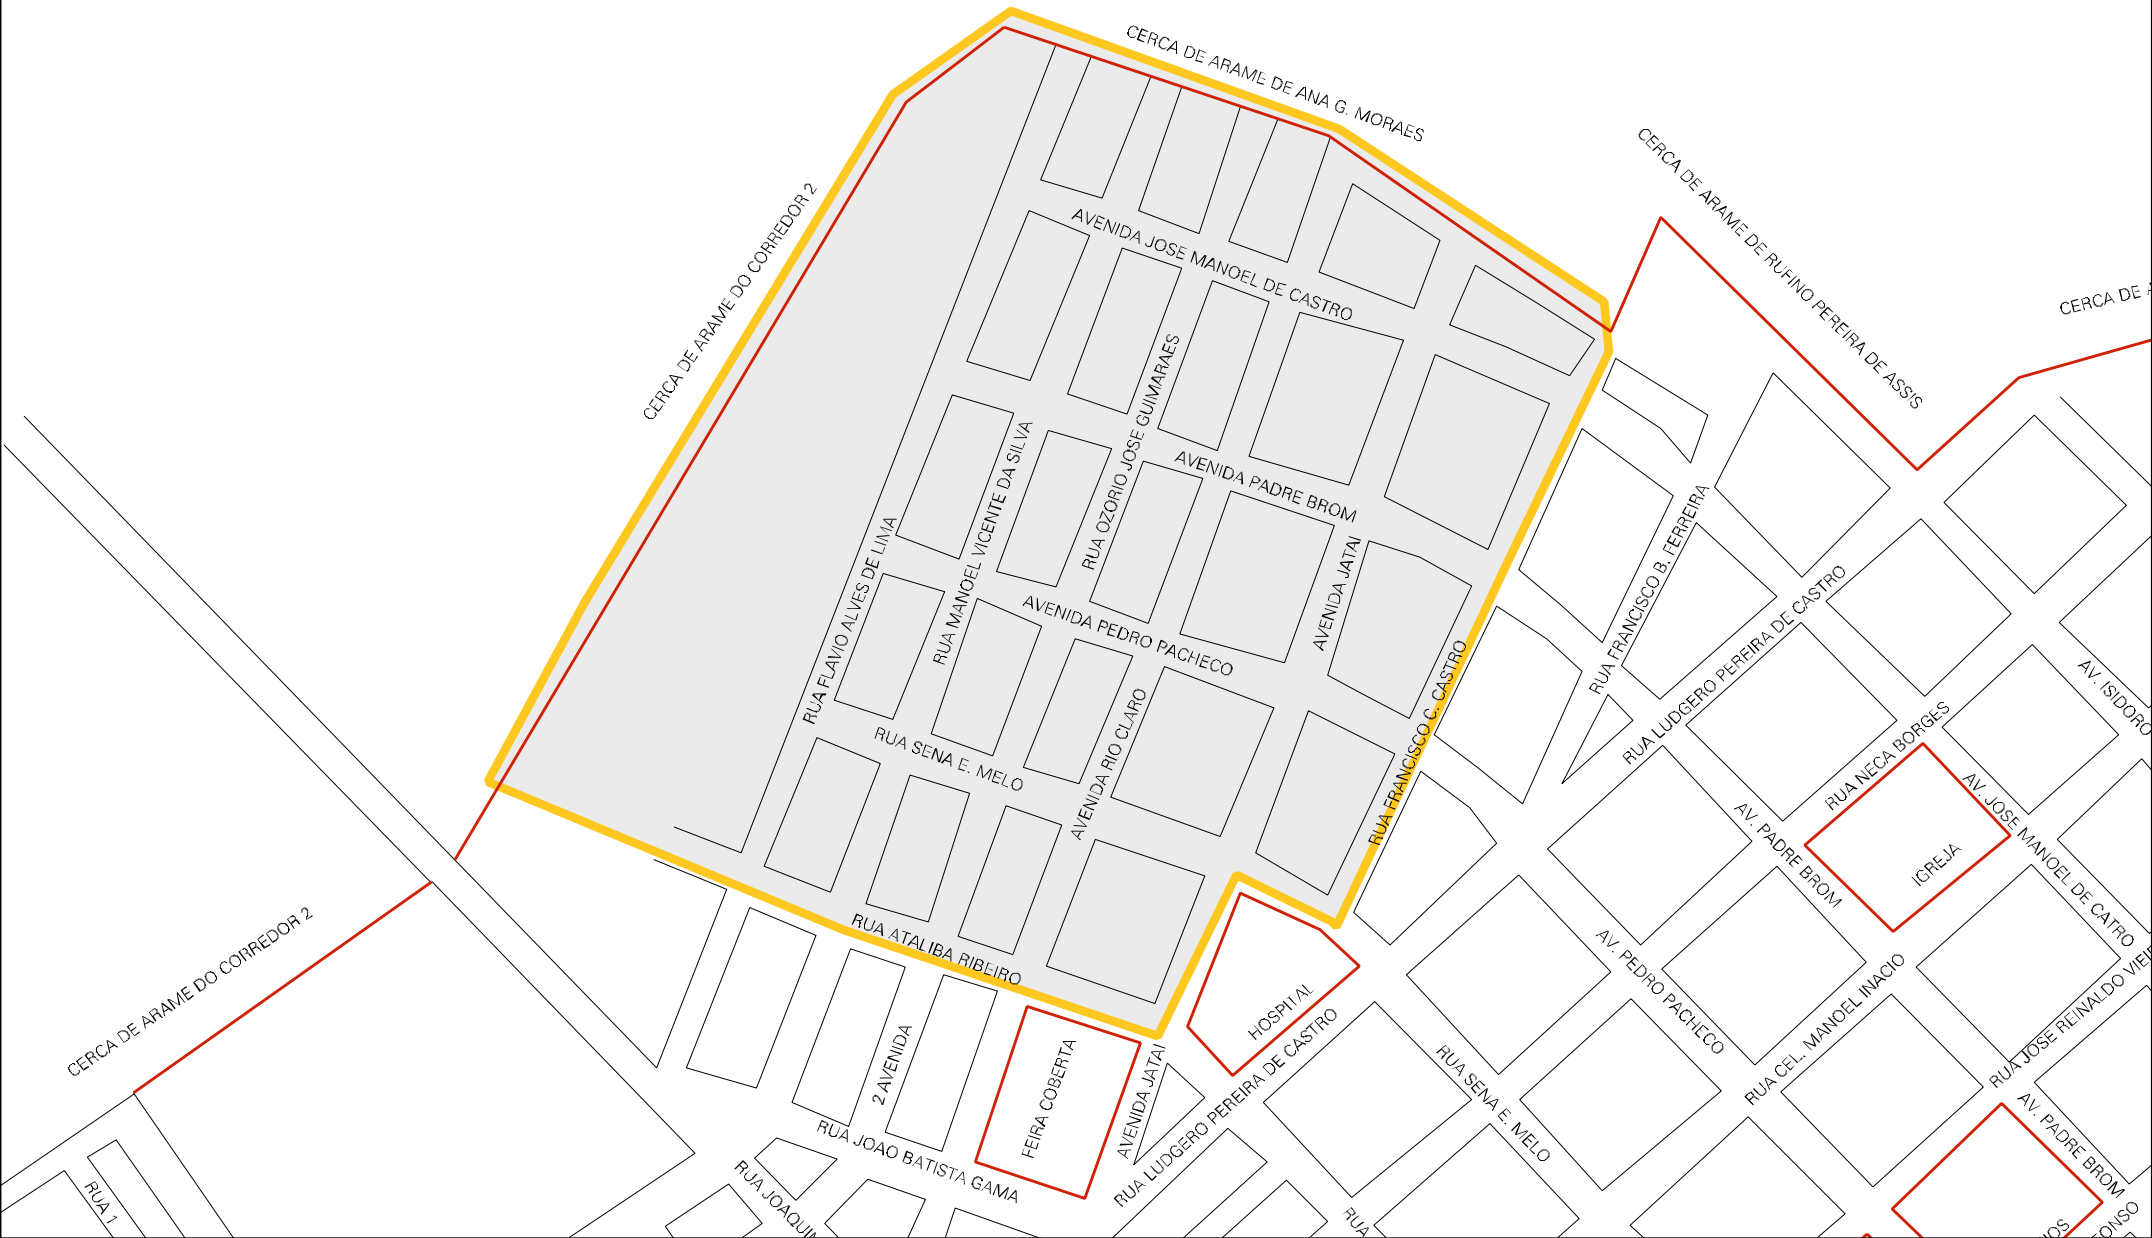 CERCA DE ARAME DE ANA G. MORAES
CERCA DE ARAME DE RUFINO PEREIRA DE ASSIS
CERCA DE
CERCA DE ARAME DO CORREDOR 2
AVENIDA JOSE MANOEL DE CASTRO
RUA OZORIO JOSE GUIMARAES
RUA MANOEL VICENTE DA SILVA
AVENIDA PADRE BROM
RUA FLAVIO ALVES DE LIMA
AVENIDA JATAI
AVENIDA PEDRO PACHECO
RUA FRANCISCO B. FERREIRA
RUA LUDGERO PEREIRA DE CASTRO
RUA FRANCISCO C. CASTRO
AV. ISIDORO
RUA SENA E. MELO
AVENIDA RIO CLARO
RUA NECA BORGES
AV. JOSE MANOEL DE CATRO
AV. PADRE BROM
IGREJA
RUA ATALIBA RIBEIRO
CERCA DE ARAME DO CORREDOR 2
AV. PEDRO PACHECO
RUA CEL. MANOEL INACIO
RUA JOSE REINALDO
HOSPITAL
2 AVENIDA
FEIRA COBERTA
AVENIDA JATAI
RUA LUDGERO PEREIRA DE CASTRO
RUA SENA E. MELO
AV. PADRE BROM
RUA JOAO BATISTA GAMA
RUA JOAQUIM
RUA 1
RUA